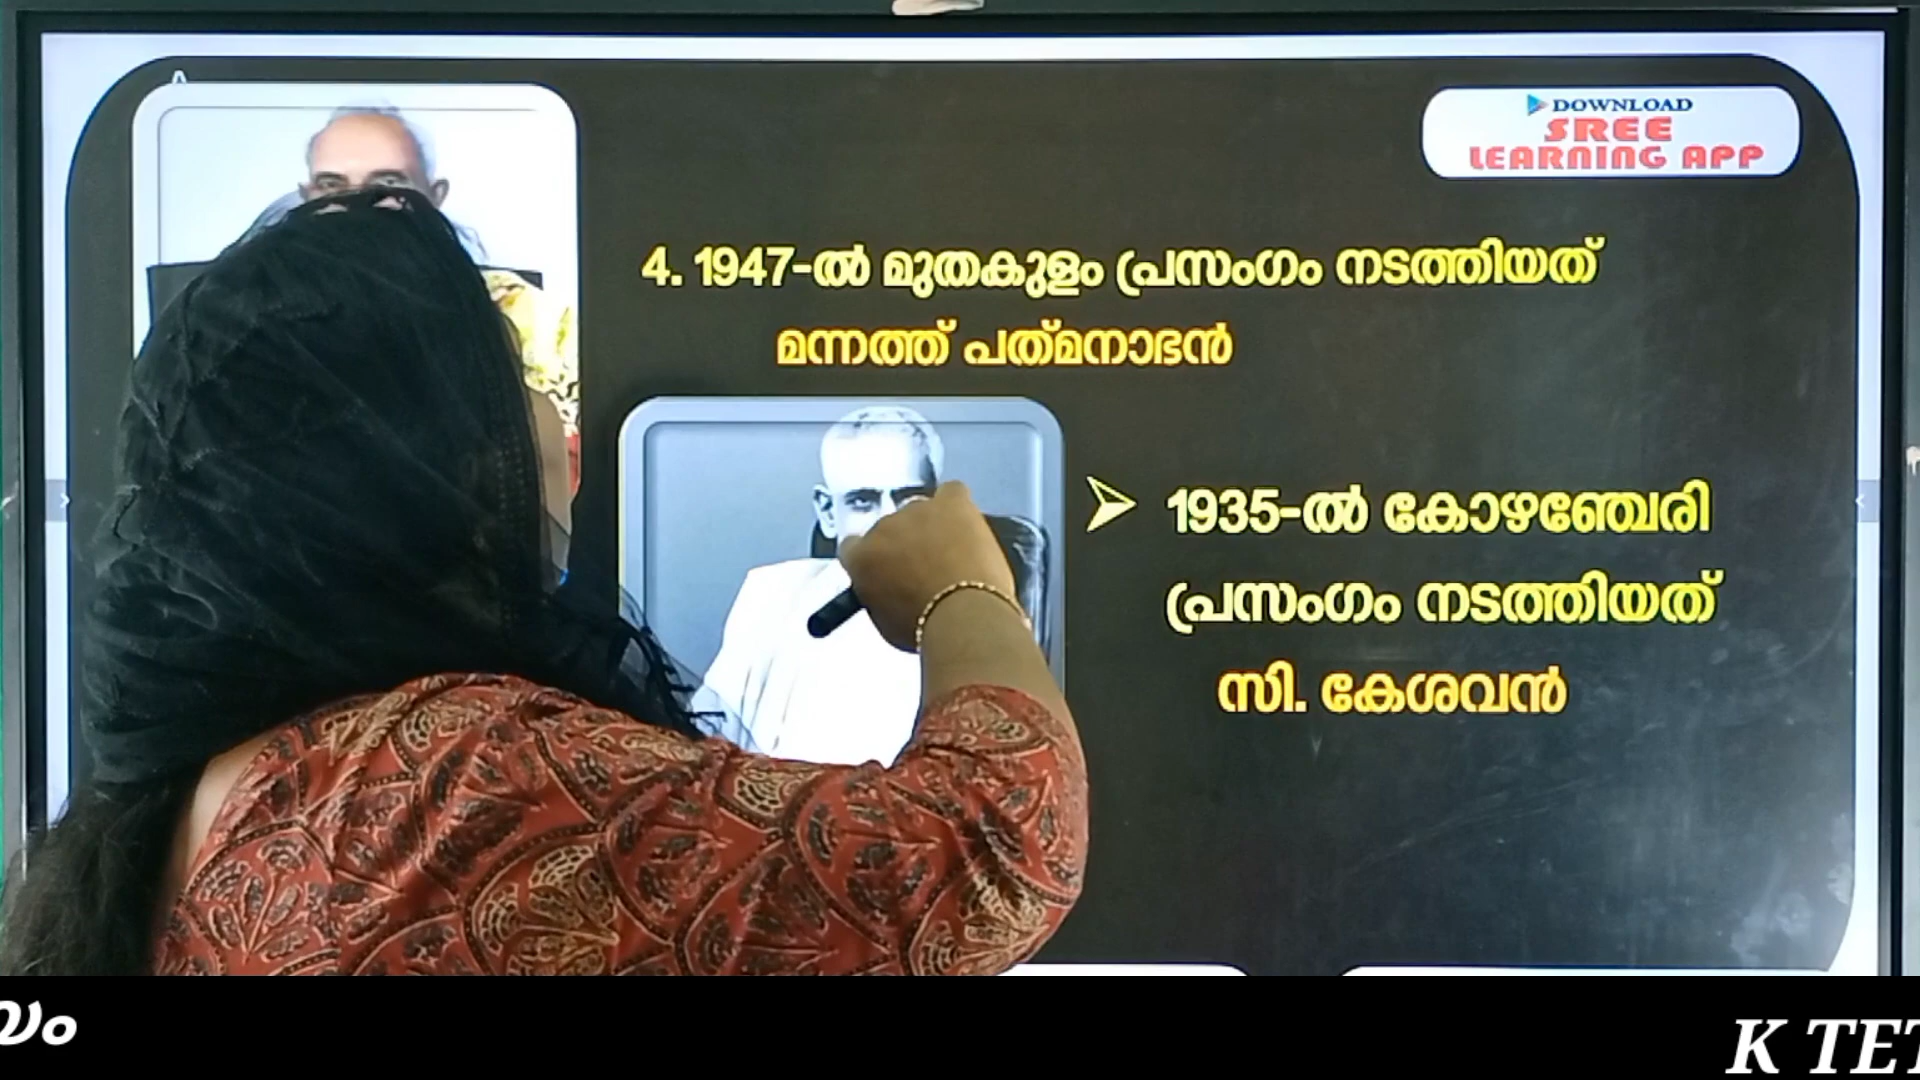 DOWNLOAD
SREE
LEARNING APP
4. 1947-ൽ മുതകുളം പ്രസംഗം നടത്തിയത്
മന്നത്ത് പത്മനാഭൻ
1935-ൽ കോഴഞ്ചേരി
പ്രസംഗം നടത്തിയത്
സി. കേശവൻ
K TET